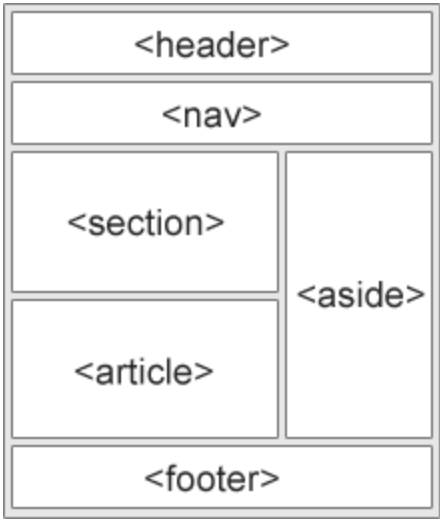 <header>
<nav>
<section>
<aside>
<article>
<footer>